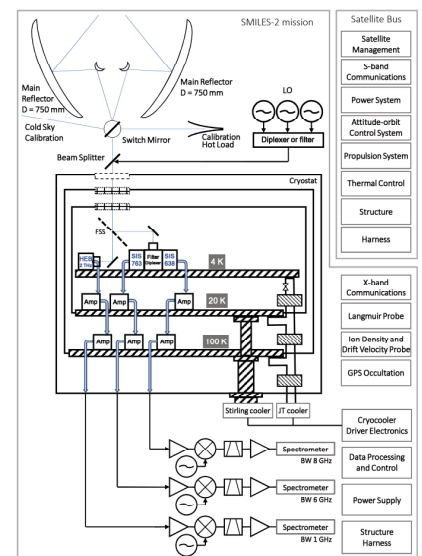 SMILES-2 mission
Main
Reflector
D = 750 mm
Main Reflector
D = 750 mm
Cold Sky
Calibration
Switch Mirror
Calibration
Hot Load
LO
Diplexer or filter
Beam Splitter
Cryostat
FSS
HEB
2 THz
SIS
763
Filter
Diplexer
SIS
638
4 K
Amp
Amp
Amp
20 K
Amp
Amp
Amp
100 K
Stirling cooler
JT cooler
Spectrometer
BW 8 GHz
Spectrometer
BW 6 GHz
Spectrometer
BW 1 GHz
Satellite Bus
Satellite
Management
S-band
Communications
Power System
Attitude-orbit
Control System
Propulsion System
Thermal Control
Structure
Harness
X-band
Communications
Langmuir Probe
Ion Density and
Drift Velocity Probe
GPS Occultation
Cryocooler
Driver Electronics
Data Processing
and Control
Power Supply
Structure
Harness